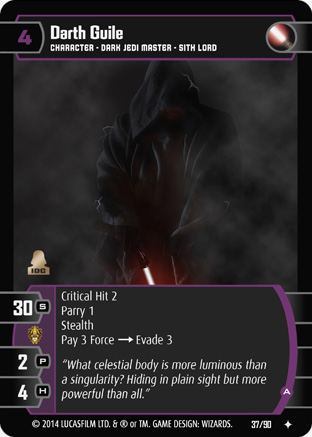 4
Darth Guile
CHARACTER - DARK JEDI MASTER - SITH LORD
IDC
30 S
Critical Hit 2
Parry 1
Stealth
Pay 3 Force → Evade 3
2 P
4 H
“What celestial body is more luminous than
a singularity? Hiding in plain sight but more
powerful than all.”
A
© 2014 LUCASFILM LTD. & ® or TM. GAME DESIGN: WIZARDS. 37/90